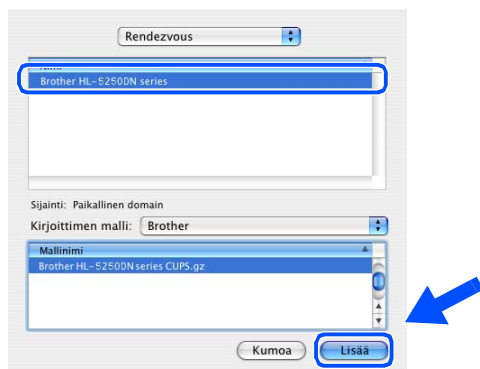 Rendezvous
Nimi
Brother HL-5250DN series
Sijainti: Paikallinen domain
Kirjoittimen malli: Brother
Mallinimi
Brother HL-5250DN series CUPS.gz
Kumoa Lisää